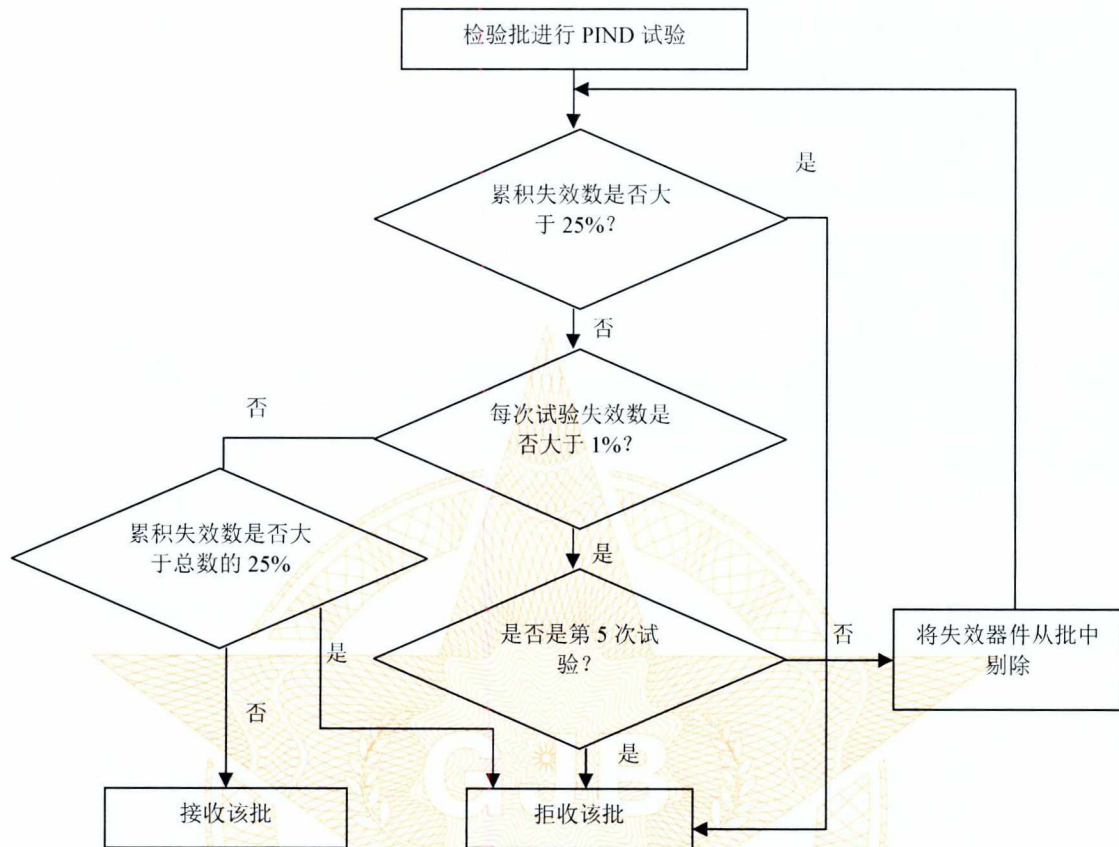 检验批进行 PIND 试验
是
累积失效数是否大
于 25%？
否
否
每次试验失效数是
否大于 1%？
累积失效数是否大
于总数的 25%
是
是否是第 5 次试
验？
否
将失效器件从批中
剔除
是
否
是
接收该批
拒收该批
GJB